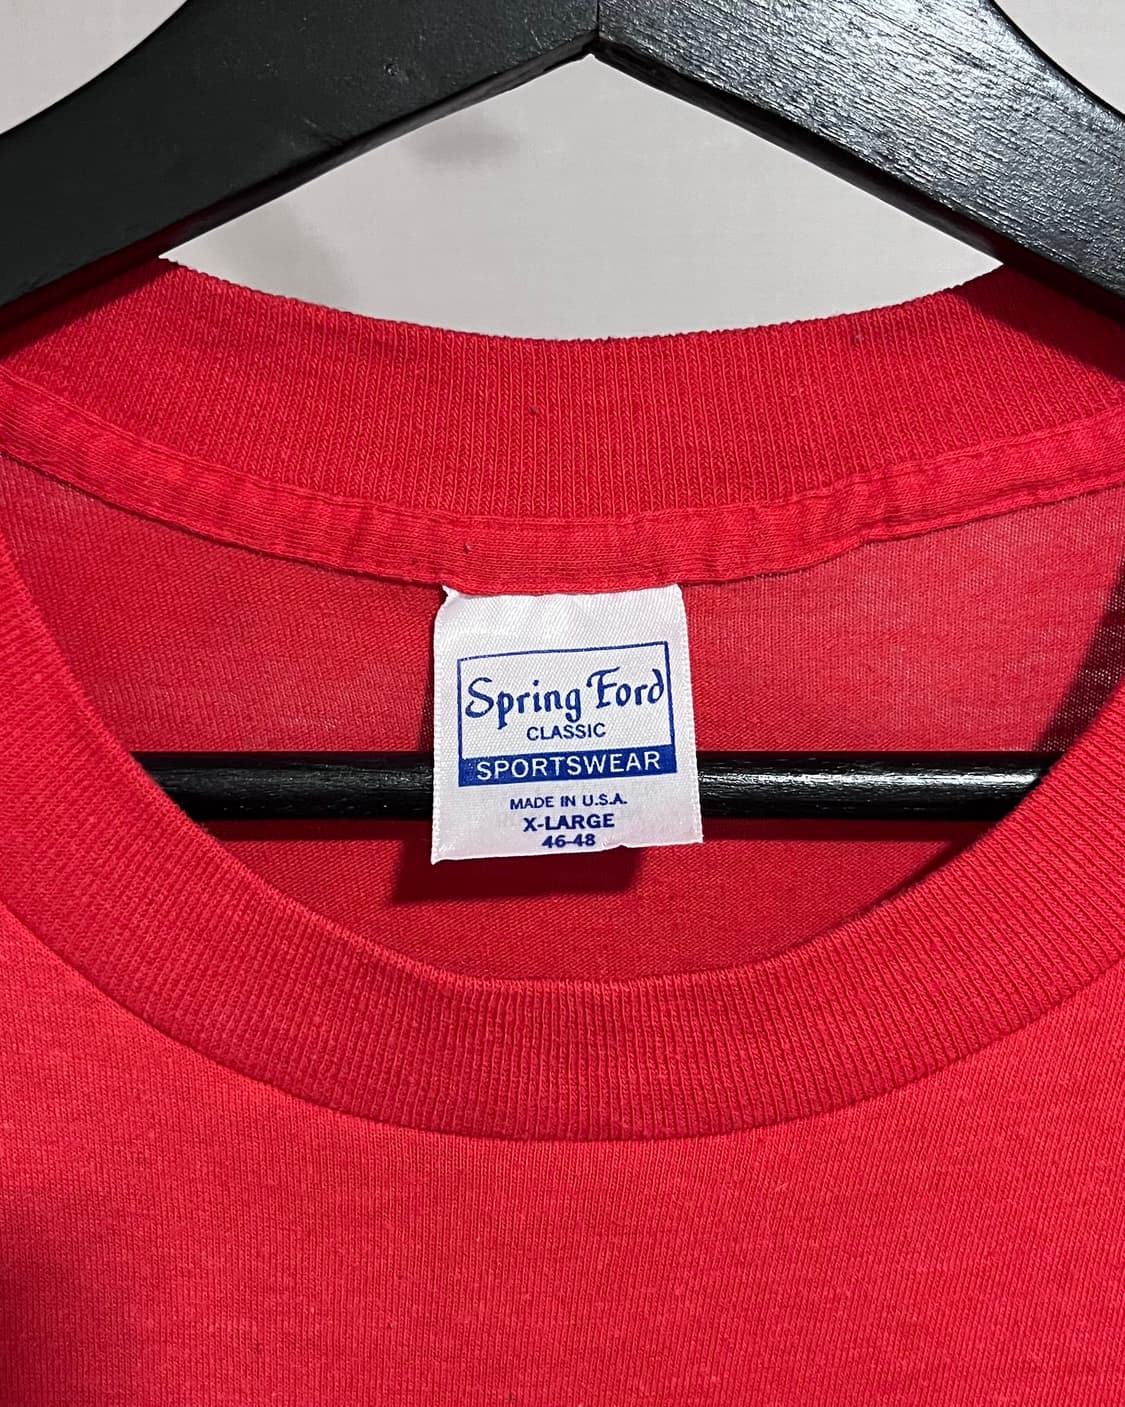 Spring Ford
CLASSIC
SPORTSWEAR
MADE IN U.S.A.
X-LARGE
46-48